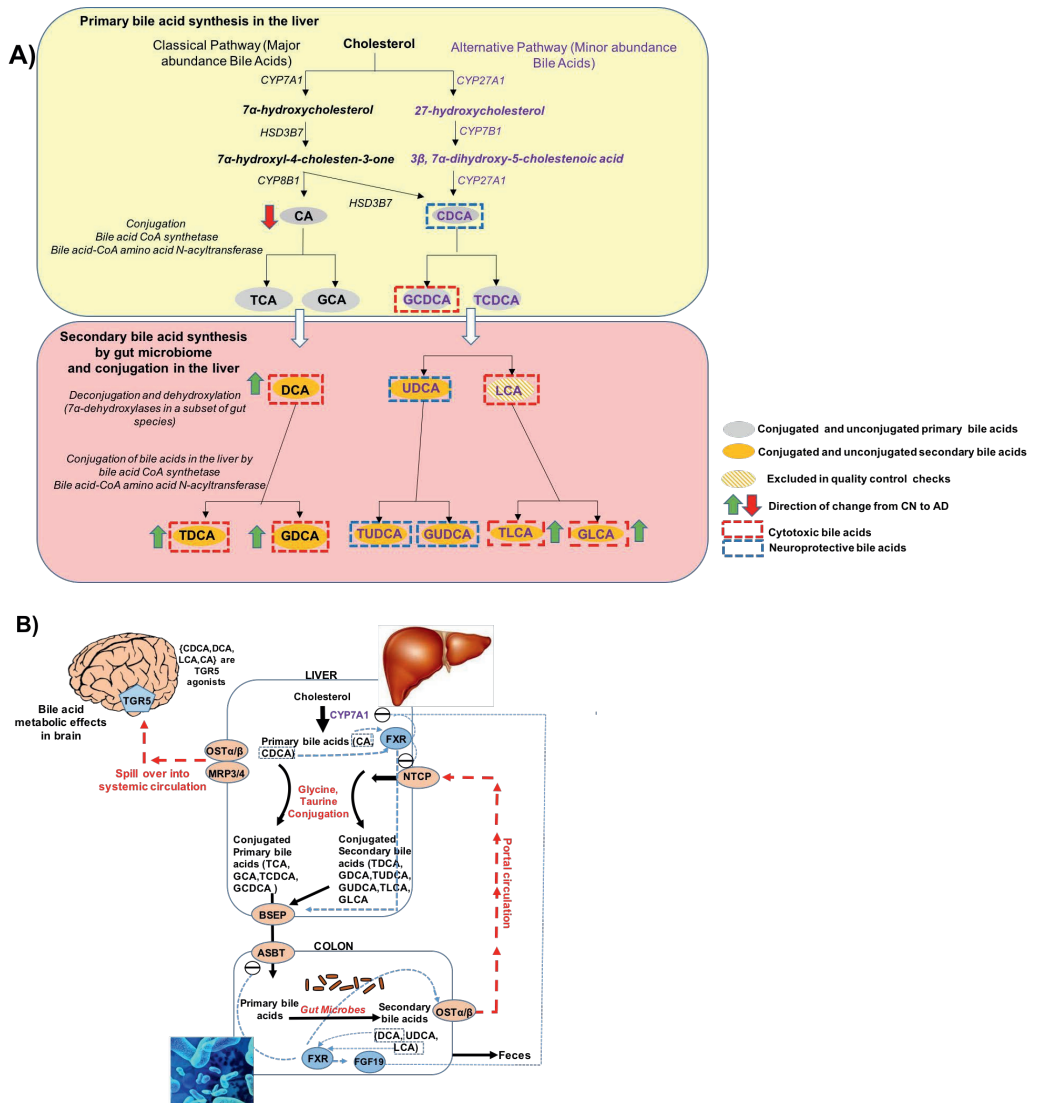 A)
Primary bile acid synthesis in the liver
Classical Pathway (Major
abundance Bile Acids)
Cholesterol
Alternative Pathway (Minor abundance
Bile Acids)
CYP7A1
CYP27A1
7α-hydroxycholesterol
27-hydroxycholesterol
HSD3B7
CYP7B1
7α-hydroxyl-4-cholesten-3-one
3β, 7α-dihydroxy-5-cholestenoic acid
CYP8B1
CYP27A1
HSD3B7
CA
CDCA
Conjugation
Bile acid CoA synthetase
Bile acid-CoA amino acid N-acyltransferase
TCA
GCA
GCDCA
TCDCA
Secondary bile acid synthesis
by gut microbiome
and conjugation in the liver
Deconjugation and dehydroxylation
(7α-dehydroxylases in a subset of gut
species)
DCA
UDCA
LCA
Conjugation of bile acids in the liver by
bile acid CoA synthetase
Bile acid-CoA amino acid N-acyltransferase
TDCA
GDCA
TUDCA
GUDCA
TLCA
GLCA
Conjugated and unconjugated primary bile acids
Conjugated and unconjugated secondary bile acids
Excluded in quality control checks
Direction of change from CN to AD
Cytotoxic bile acids
Neuroprotective bile acids
B)
{CDCA,DCA,
LCA,CA} are
TGR5
agonists
TGR5
Bile acid
metabolic effects
in brain
LIVER
Cholesterol
CYP7A1
Primary bile acids (CA,
CDCA)
FXR
OSTα/β
MRP3/4
NTCP
Spill over into
systemic circulation
Glycine,
Taurine
Conjugation
Conjugated
Primary bile
acids (TCA,
GCA,TCDCA,
GCDCA )
Conjugated
Secondary bile
acids (TDCA,
GDCA,TUDCA,
GUDCA,TLCA,
GLCA
Portal circulation
BSEP
ASBT
COLON
Primary bile
acids
Gut Microbes
Secondary
bile acids
OSTα/β
(DCA, UDCA,
LCA)
FXR
FGF19
Feces